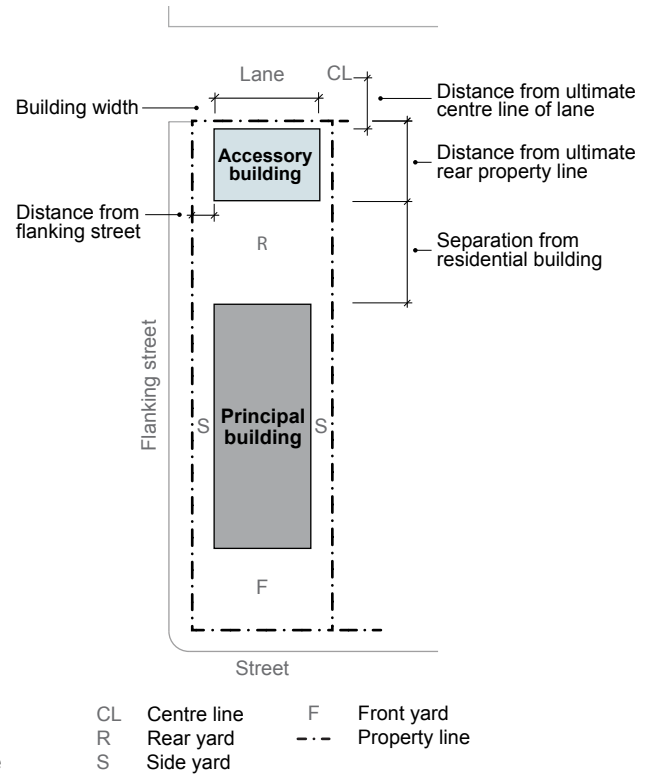 Lane
CL
Building width
Distance from ultimate
centre line of lane
Accessory
building
Distance from ultimate
rear property line
Distance from
flanking street
R
Separation from
residential building
Flanking street
S
Principal
building
S
F
Street
CL Centre line
F Front yard
R Rear yard
Property line
S Side yard